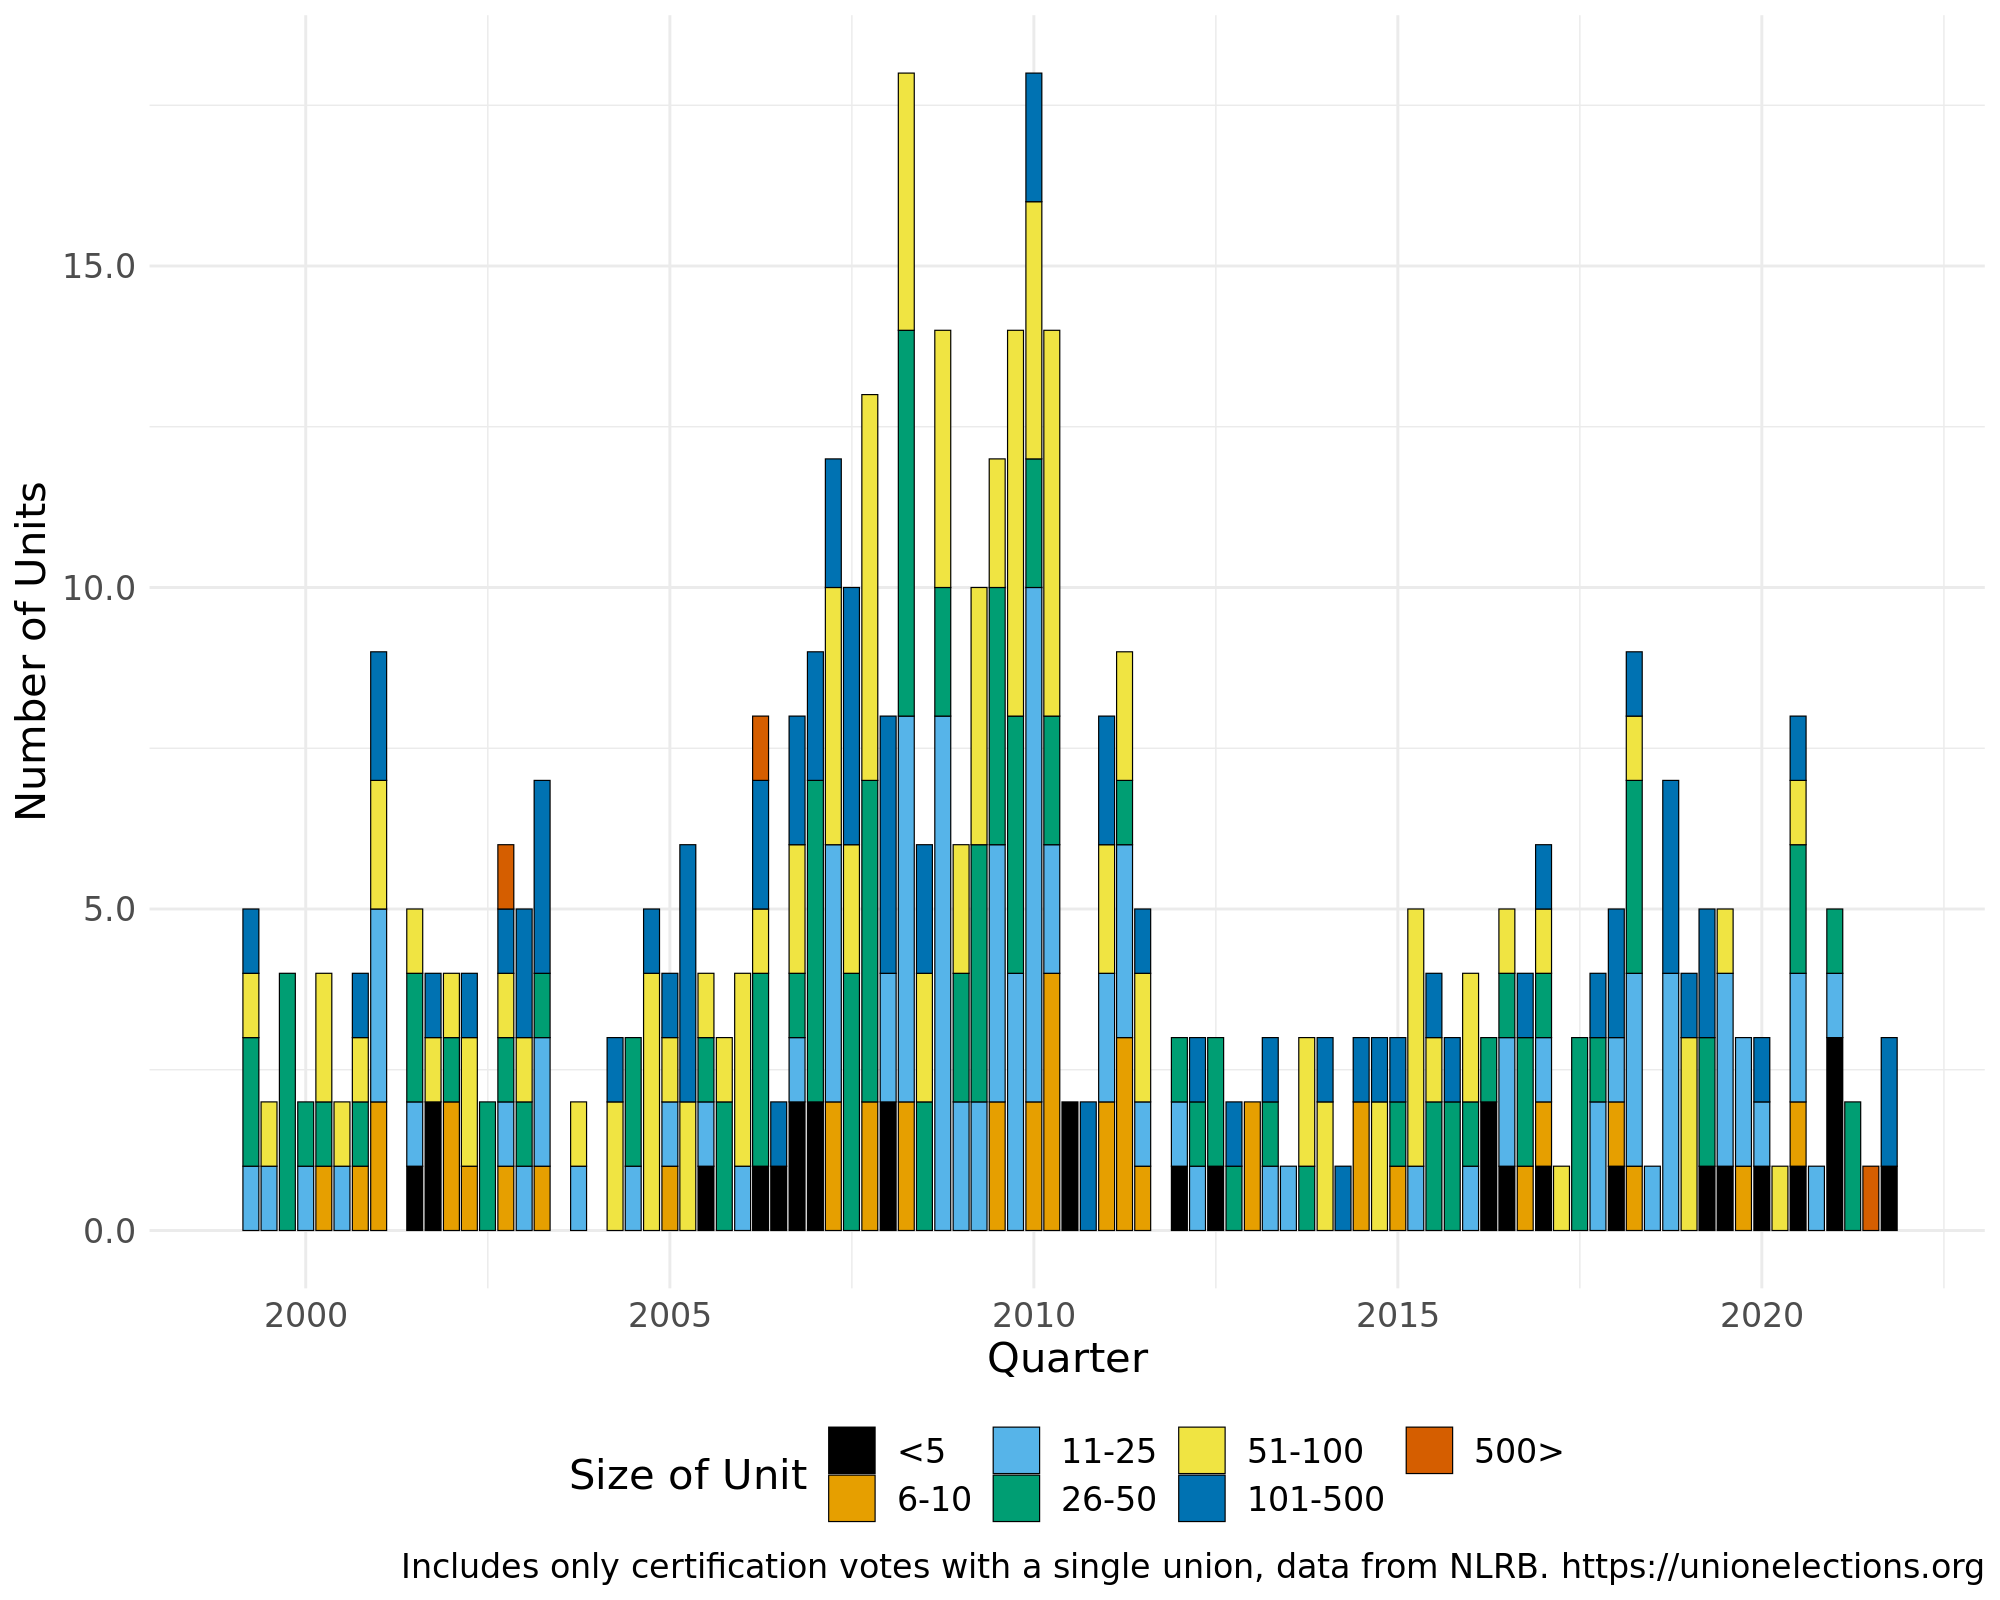 15.0
10.0
5.0
0.0
Number of Units
2000 2005 2010 2015 2020
Quarter
Size of Unit
<5 11-25 51-100 500>
6-10 26-50 101-500
Includes only certification votes with a single union, data from NLRB. https://unionelections.org